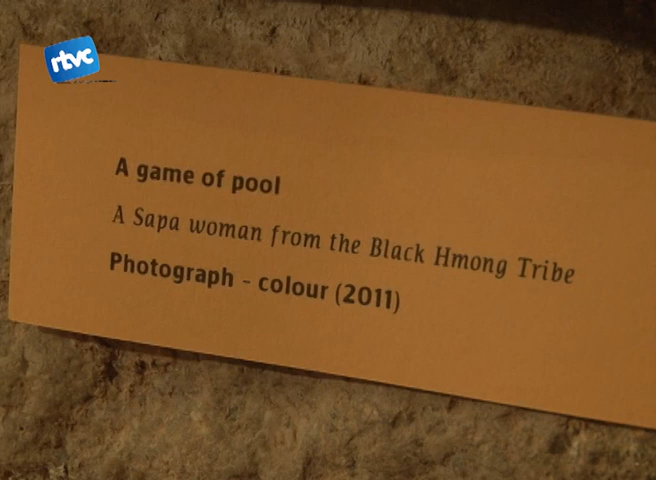 rtvc
A game of pool
A Sapa woman from the Black Hmong Tribe
Photograph - colour (2011)